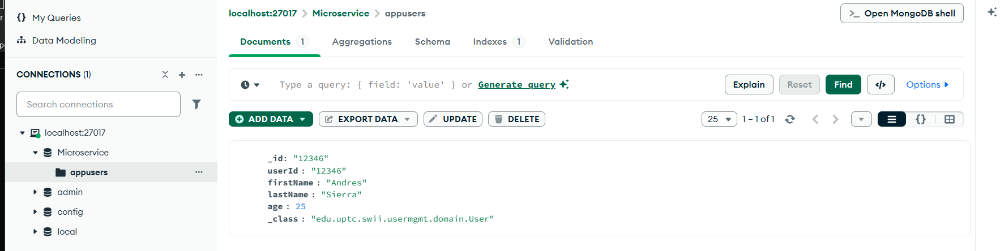 My Queries
Data Modeling
CONNECTIONS (1)
Search connections
localhost:27017
Microservice
appusers
admin
config
local
localhost:27017 > Microservice > appusers
>_ Open MongoDB shell
Documents 1 Aggregations Schema Indexes 1 Validation
Type a query: { field: 'value' } or Generate query
Explain Reset Find </> Options
ADD DATA EXPORT DATA UPDATE DELETE
25 1 – 1 of 1
_id: "12346"
userId : "12346"
firstName : "Andres"
lastName : "Sierra"
age : 25
_class : "edu.uptc.swii.usermgmt.domain.User"